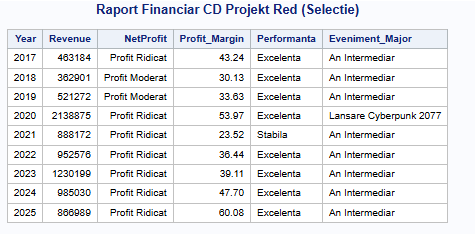 Raport Financiar CD Projekt Red (Selectie)
Year Revenue NetProfit Profit_Margin Performanta Eveniment_Major
2017 463184 Profit Ridicat 43.24 Excelenta An Intermediar
2018 362901 Profit Moderat 30.13 Excelenta An Intermediar
2019 521272 Profit Moderat 33.63 Excelenta An Intermediar
2020 2138875 Profit Ridicat 53.97 Excelenta Lansare Cyberpunk 2077
2021 888172 Profit Ridicat 23.52 Stabila An Intermediar
2022 952576 Profit Ridicat 36.44 Excelenta An Intermediar
2023 1230199 Profit Ridicat 39.11 Excelenta An Intermediar
2024 985030 Profit Ridicat 47.70 Excelenta An Intermediar
2025 866989 Profit Ridicat 60.08 Excelenta An Intermediar